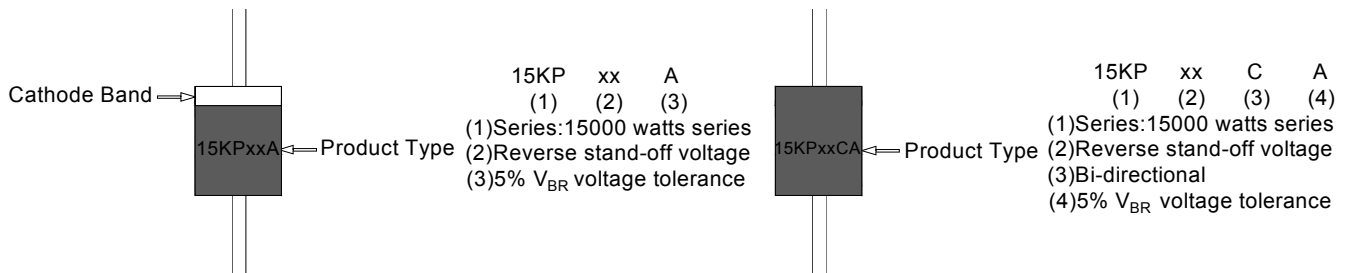 Cathode Band
15KPxxA
Product Type
15KP xx A
(1) (2) (3)
(1)Series:15000 watts series
(2)Reverse stand-off voltage
(3)5% VBR voltage tolerance
15KPxxCA
Product Type
15KP xx C A
(1) (2) (3) (4)
(1)Series:15000 watts series
(2)Reverse stand-off voltage
(3)Bi-directional
(4)5% VBR voltage tolerance